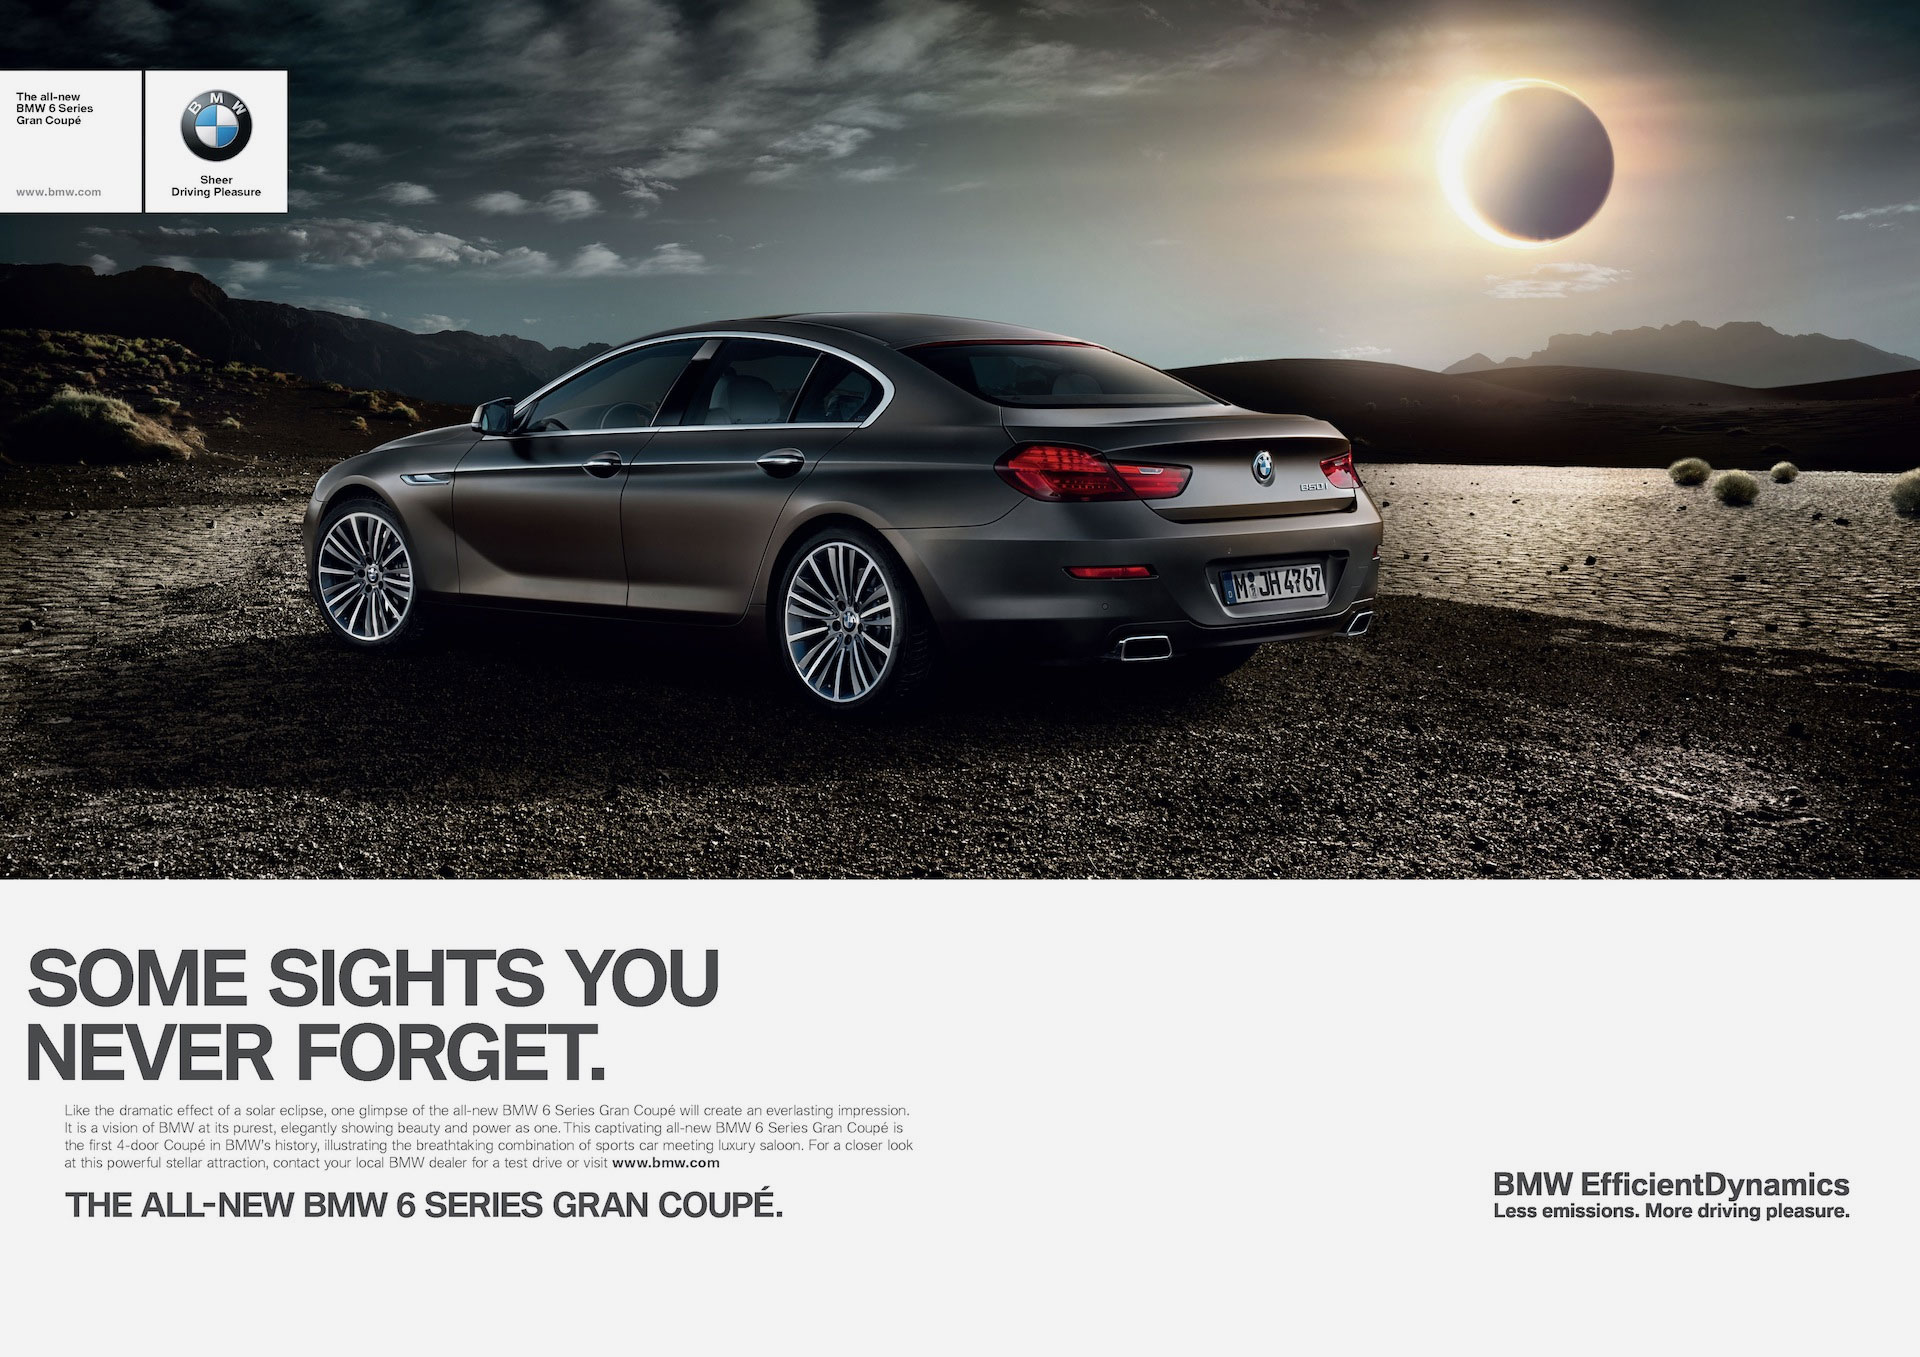 The all-new
BMW 6 Series
Gran Coupé
www.bmw.com
BMW
Sheer
Driving Pleasure
650i
M JH 4767
SOME SIGHTS YOU
NEVER FORGET.
Like the dramatic effect of a solar eclipse, one glimpse of the all-new BMW 6 Series Gran Coupé will create an everlasting impression.
It is a vision of BMW at its purest, elegantly showing beauty and power as one. This captivating all-new BMW 6 Series Gran Coupé is
the first 4-door Coupé in BMW's history, illustrating the breathtaking combination of sports car meeting luxury saloon. For a closer look
at this powerful stellar attraction, contact your local BMW dealer for a test drive or visit www.bmw.com
THE ALL-NEW BMW 6 SERIES GRAN COUPÉ.
BMW EfficientDynamics
Less emissions. More driving pleasure.